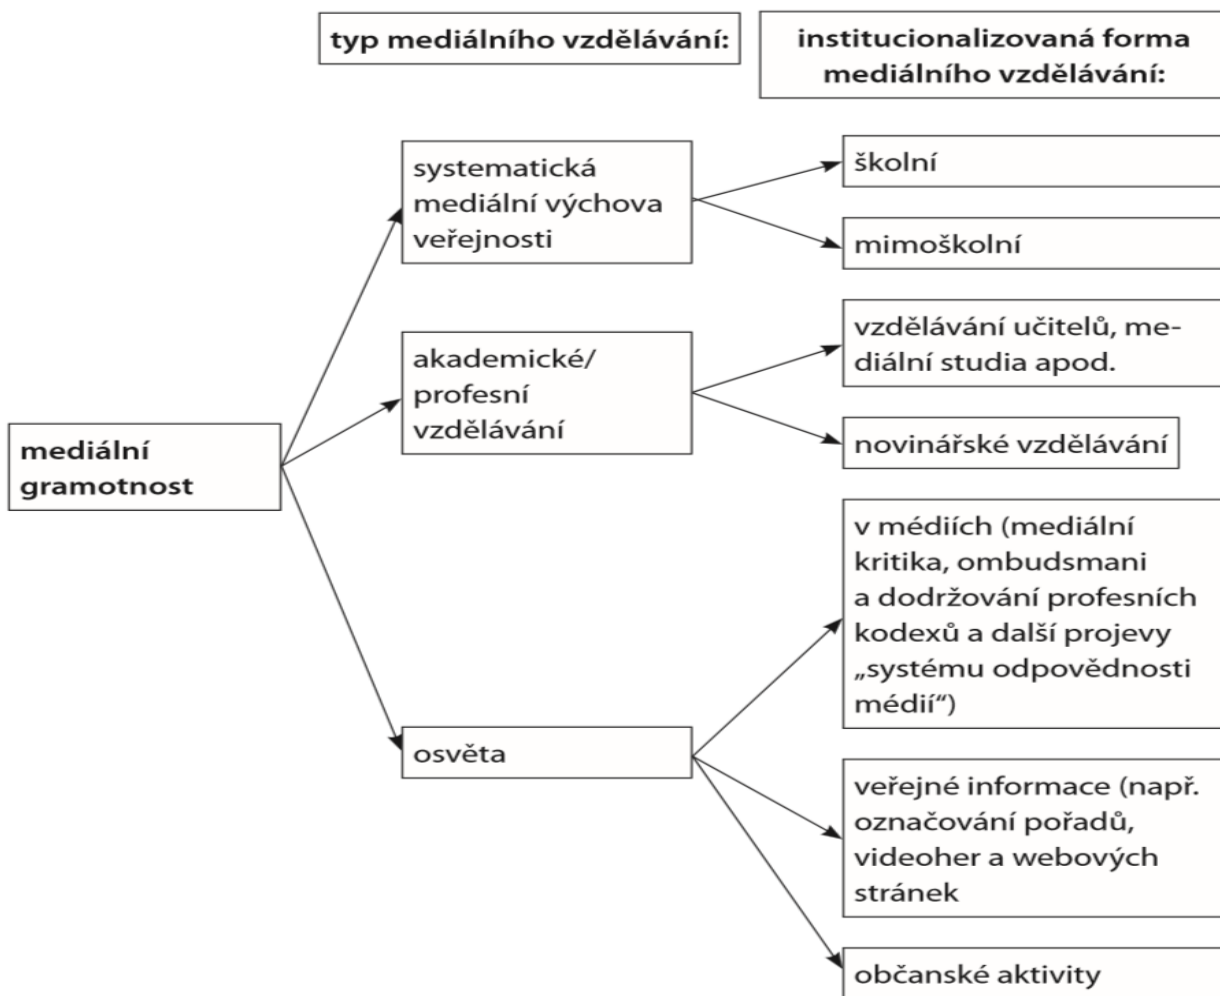 typ mediálního vzdělávání:
institucionalizovaná forma
mediálního vzdělávání:
mediální
gramotnost
systematická
mediální výchova
veřejnosti
školní
mimoškolní
akademické/
profesní
vzdělávání
vzdělávání učitelů, me-
diální studia apod.
novinářské vzdělávání
osvěta
v médiích (mediální
kritika, ombudsmani
a dodržování profesních
kodexů a další projevy
„systému odpovědnosti
médií“)
veřejné informace (např.
označování pořadů,
videoher a webových
stránek
občanské aktivity